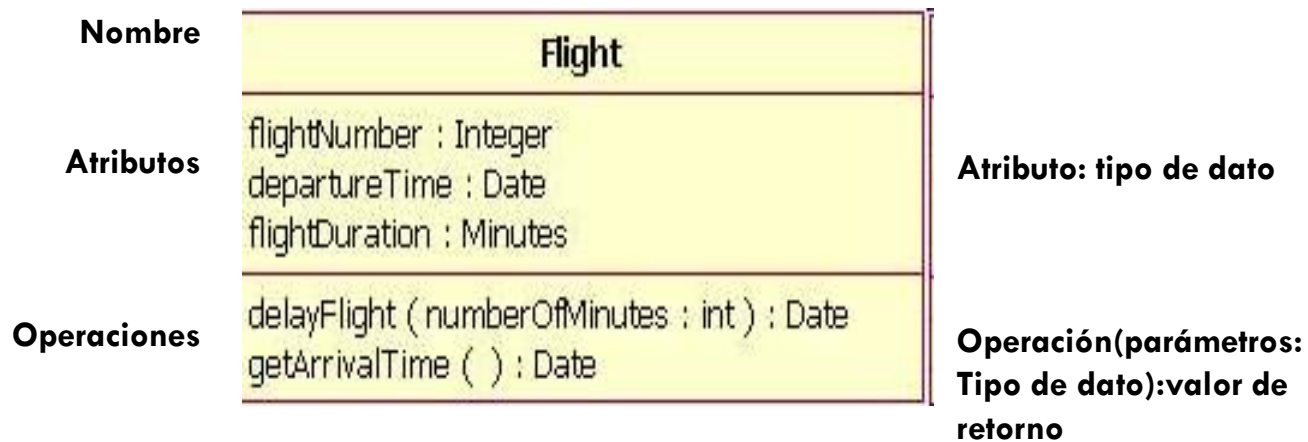 Nombre
Flight
Atributos
flightNumber : Integer
departureTime : Date
flightDuration : Minutes
Atributo: tipo de dato
Operaciones
delayFlight ( numberOfMinutes : int ) : Date
getArrivalTime ( ) : Date
Operación(parámetros:
Tipo de dato):valor de
retorno